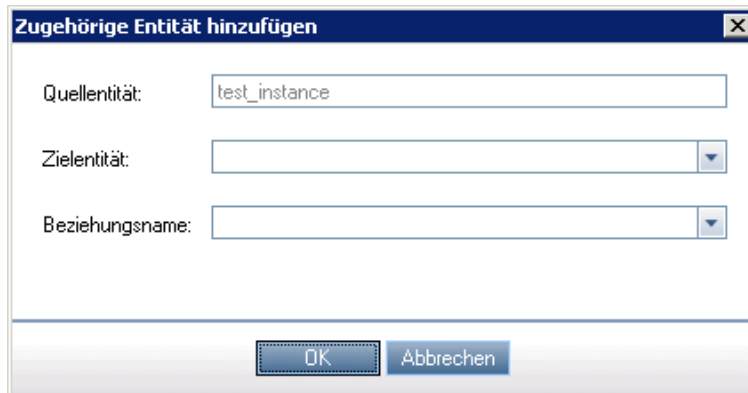 Zugehörige Entität hinzufügen
Quellentität: test_instance
Zielentität:
Beziehungsname:
OK Abbrechen